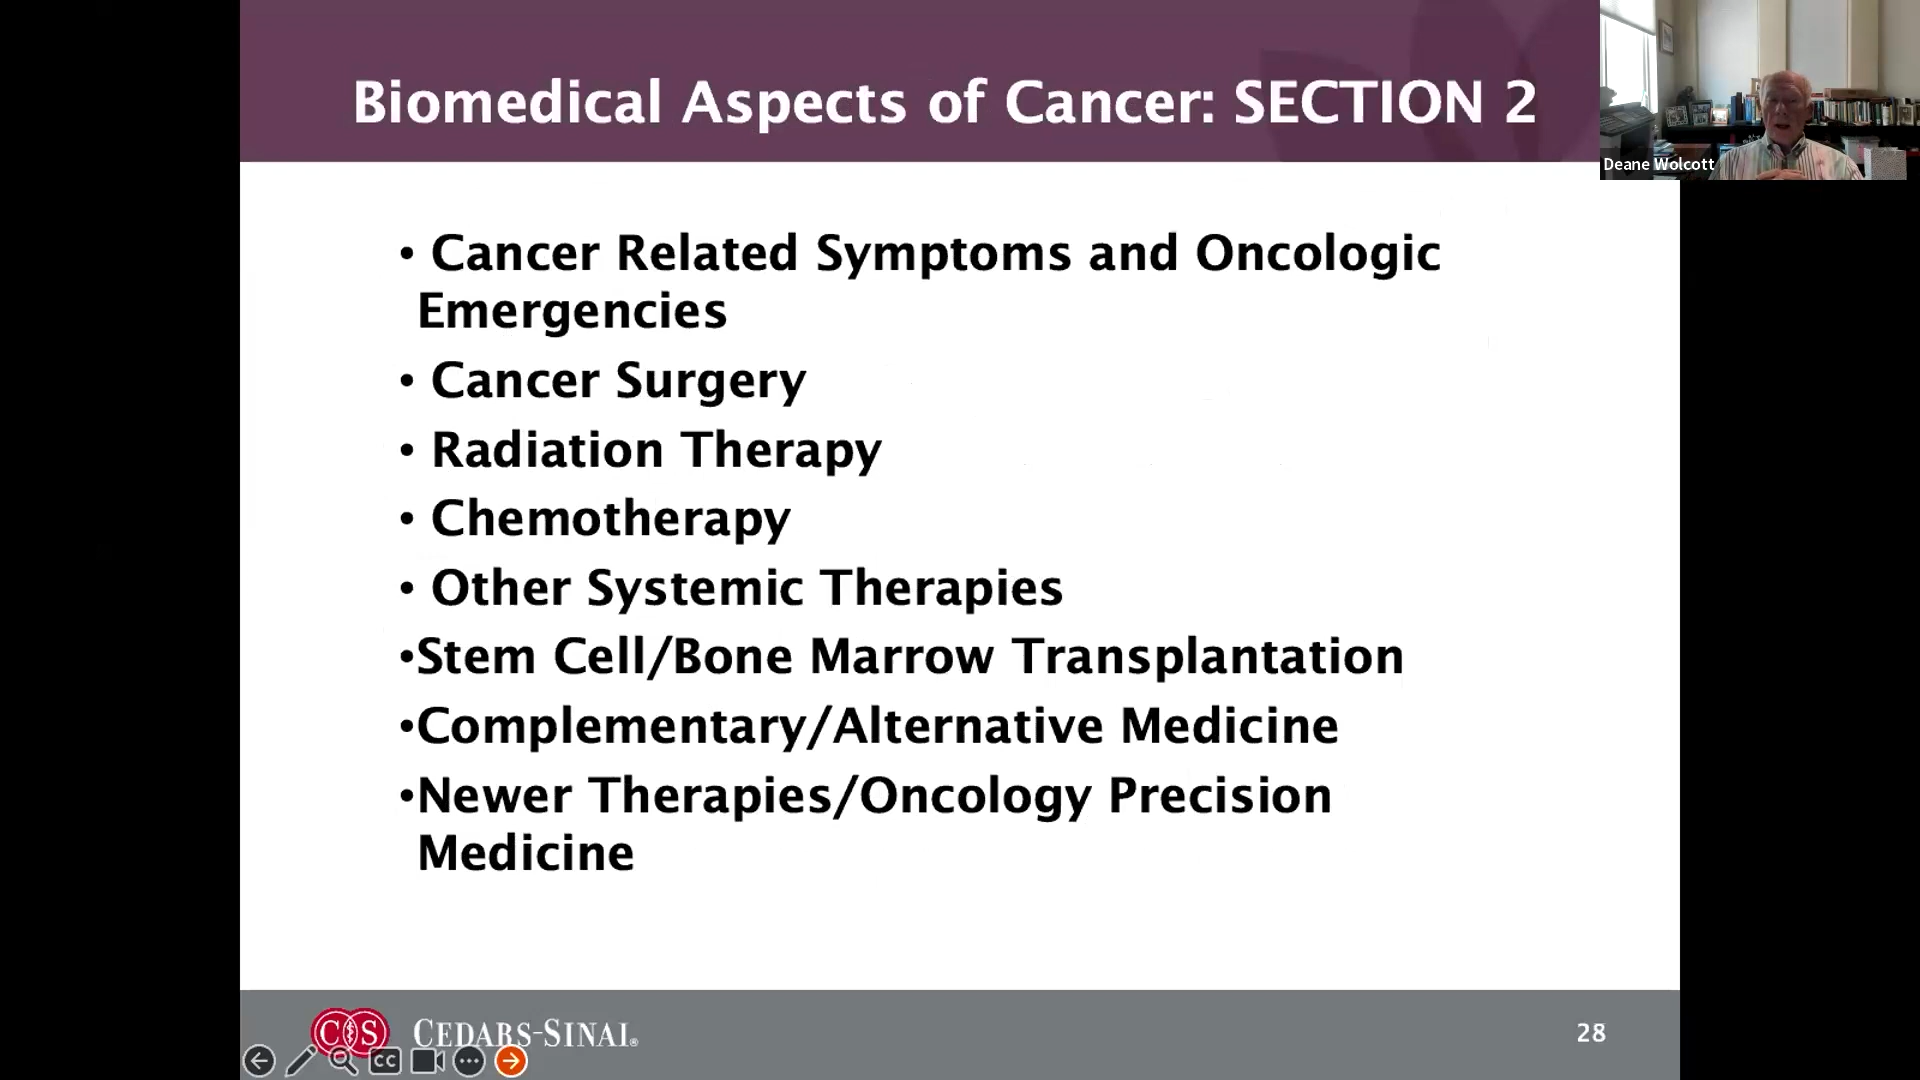 Biomedical Aspects of Cancer: SECTION 2
Deane Wolcott
• Cancer Related Symptoms and Oncologic
Emergencies
• Cancer Surgery
• Radiation Therapy
• Chemotherapy
• Other Systemic Therapies
•Stem Cell/Bone Marrow Transplantation
•Complementary/Alternative Medicine
•Newer Therapies/Oncology Precision
Medicine
CS CEDARS-SINAI®
28
CC